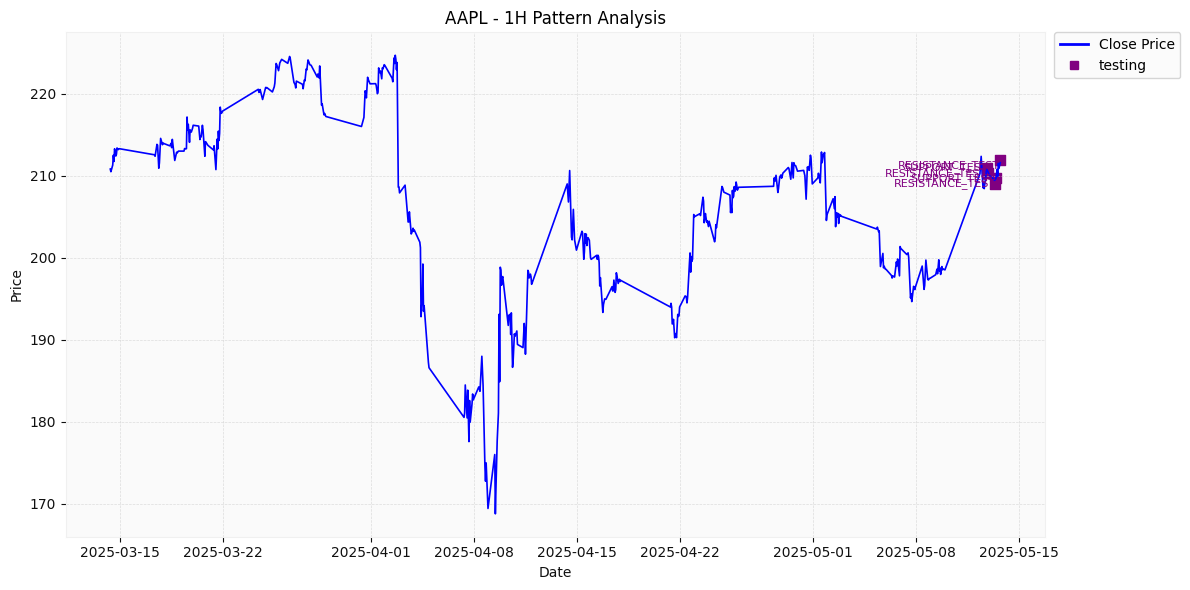 AAPL - 1H Pattern Analysis
Close Price
testing
Price
220
210
200
190
180
170
RESISTANCE_TEST
SUPPORT_TEST
RESISTANCE_TEST
SUPPORT_TEST
RESISTANCE_TEST
2025-03-15
2025-03-22
2025-04-01
2025-04-08
2025-04-15
2025-04-22
2025-05-01
2025-05-08
2025-05-15
Date